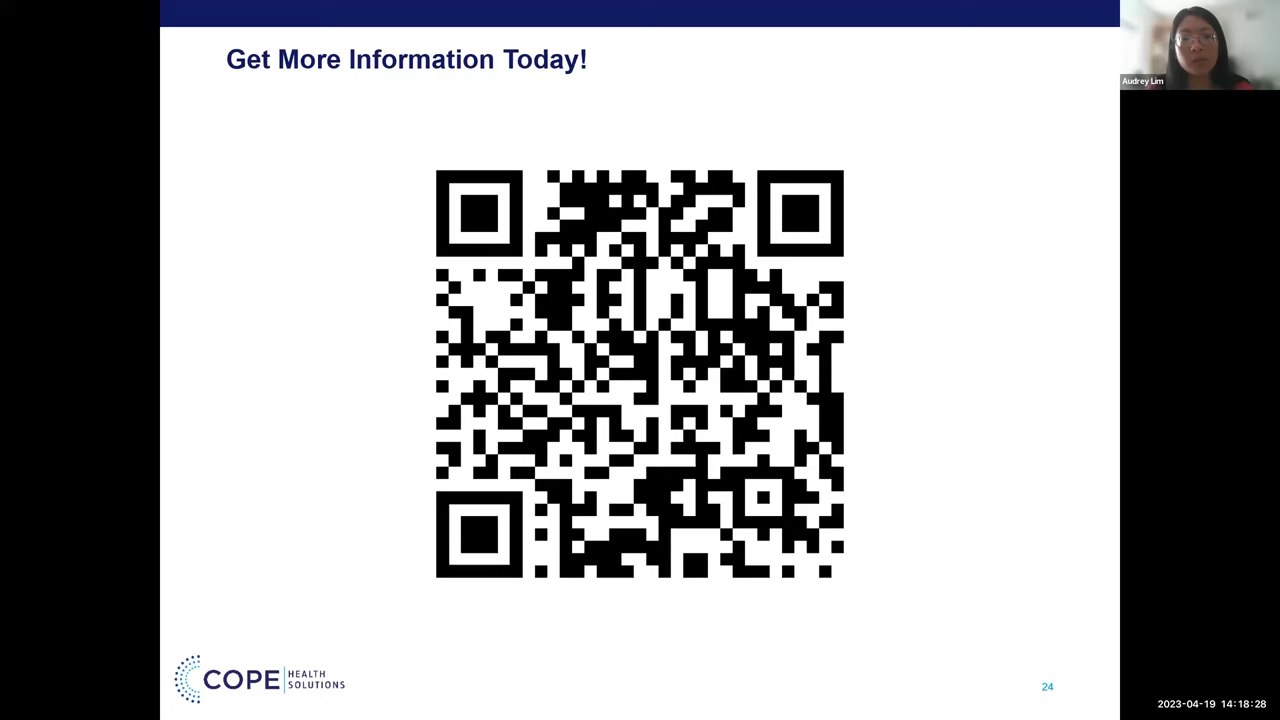 Get More Information Today!
Audrey Lim
COPE HEALTH SOLUTIONS
24
2023-04-19 14:18:28